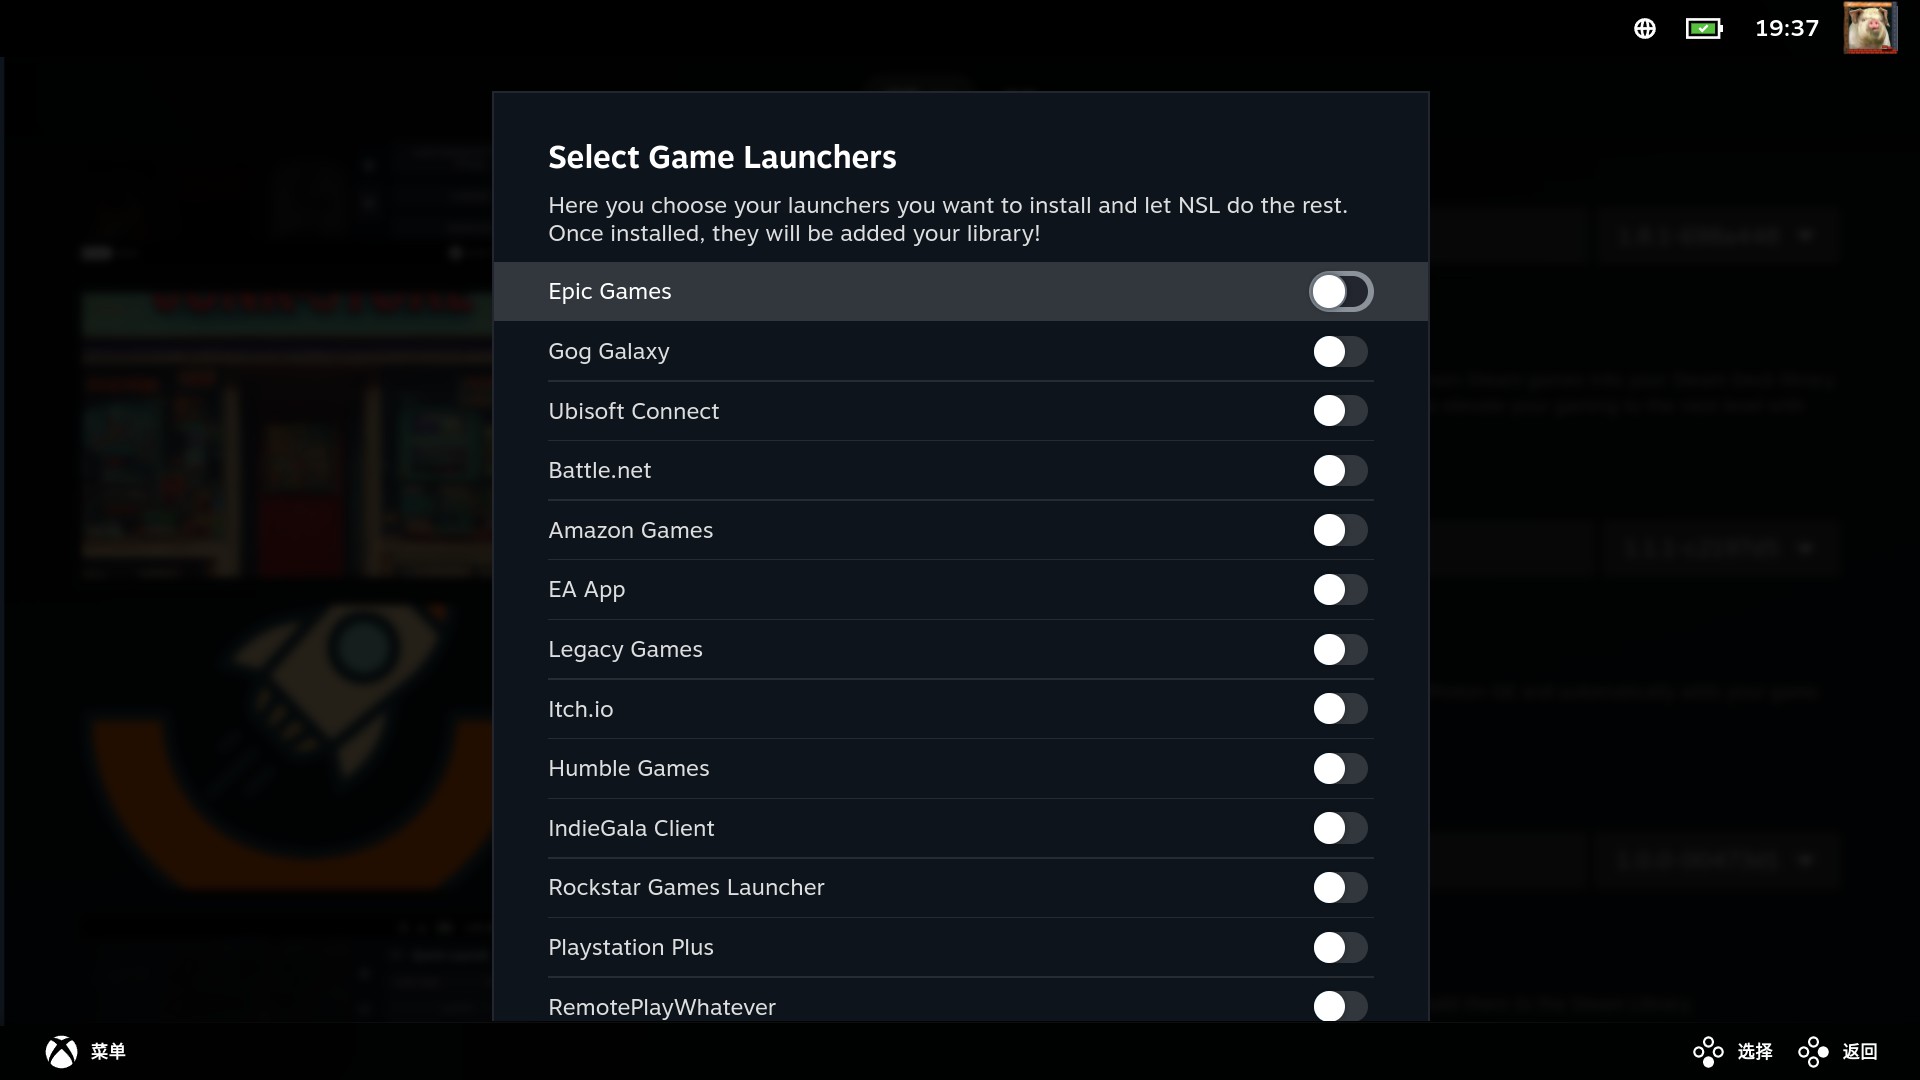 19:37
Select Game Launchers
Here you choose your launchers you want to install and let NSL do the rest.
Once installed, they will be added your library!
Epic Games
Gog Galaxy
Ubisoft Connect
Battle.net
Amazon Games
EA App
Legacy Games
Itch.io
Humble Games
IndieGala Client
Rockstar Games Launcher
Playstation Plus
RemotePlayWhatever
菜单
选择
返回